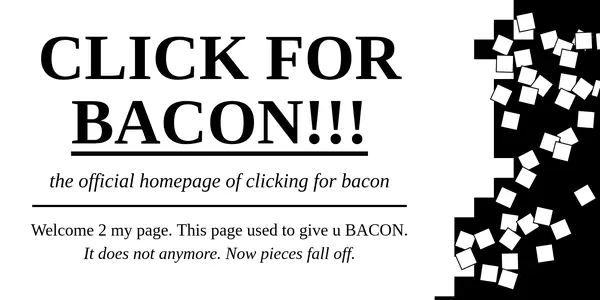 CLICK FOR
BACON!!!
the official homepage of clicking for bacon
Welcome 2 my page. This page used to give u BACON.
It does not anymore. Now pieces fall off.